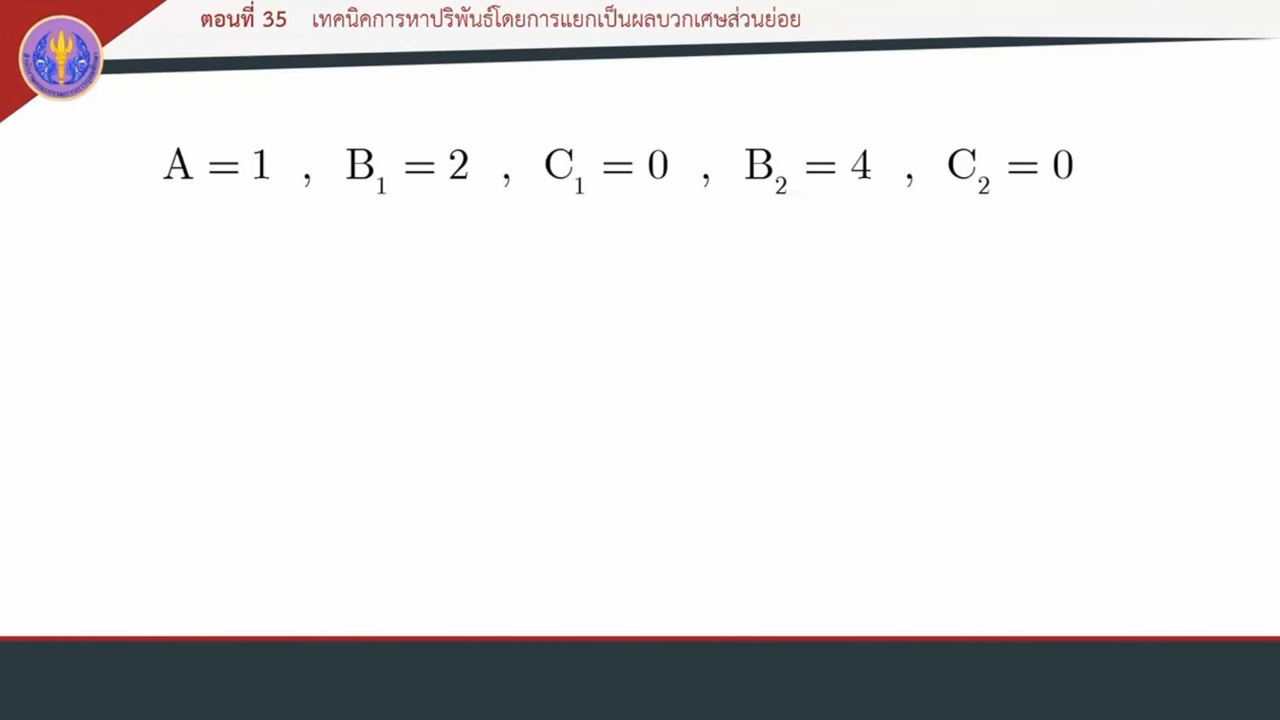 ตอนที่ 35 เทคนิคการหาปริพันธ์โดยการแยกเป็นผลบวกเศษส่วนย่อย
A = 1 , B₁ = 2 , C₁ = 0 , B₂ = 4 , C₂ = 0